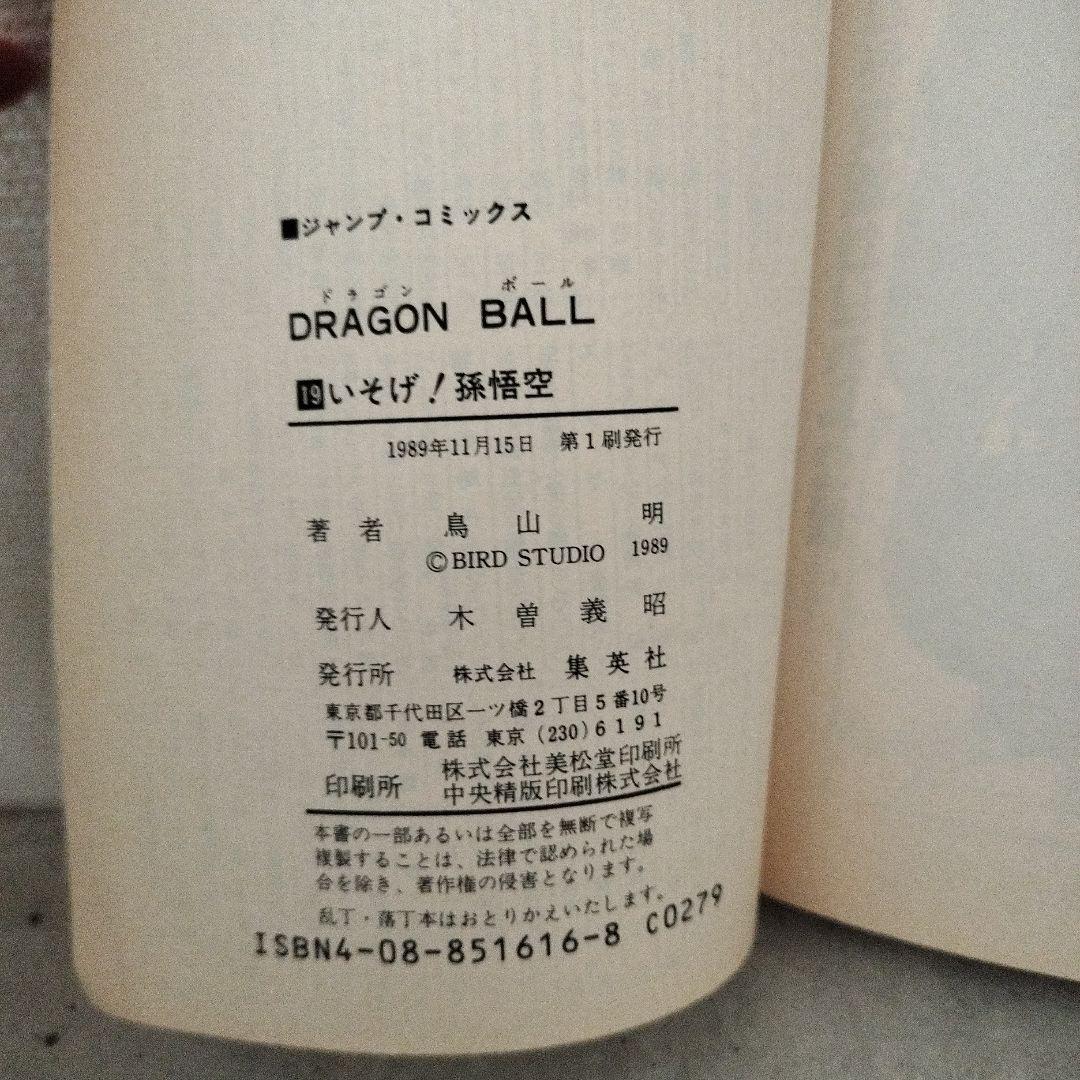 ■ジャンプ・コミックス
ドラゴン ボール
DRAGON BALL
19いそげ!孫悟空
1989年11月15日 第1刷発行
著者 鳥山 明
©BIRD STUDIO 1989
発行人 木曽義昭
発行所 株式会社 集英社
東京都千代田区一ツ橋2丁目5番10号
〒101-50 電話 東京(230)6191
印刷所 株式会社美松堂印刷所
中央精版印刷株式会社
本書の一部あるいは全部を無断で複写
複製することは、法律で認められた場
合を除き、著作権の侵害となります。
乱丁・落丁本はおとりかえいたします。
ISBN4-08-851616-8 C0279